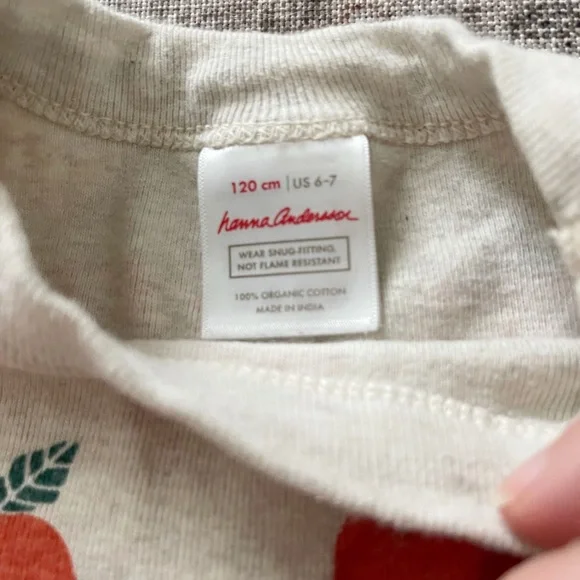 120 cm | US 6-7
hanna andersson
WEAR SNUG-FITTING,
NOT FLAME RESISTANT
100% ORGANIC COTTON
MADE IN INDIA